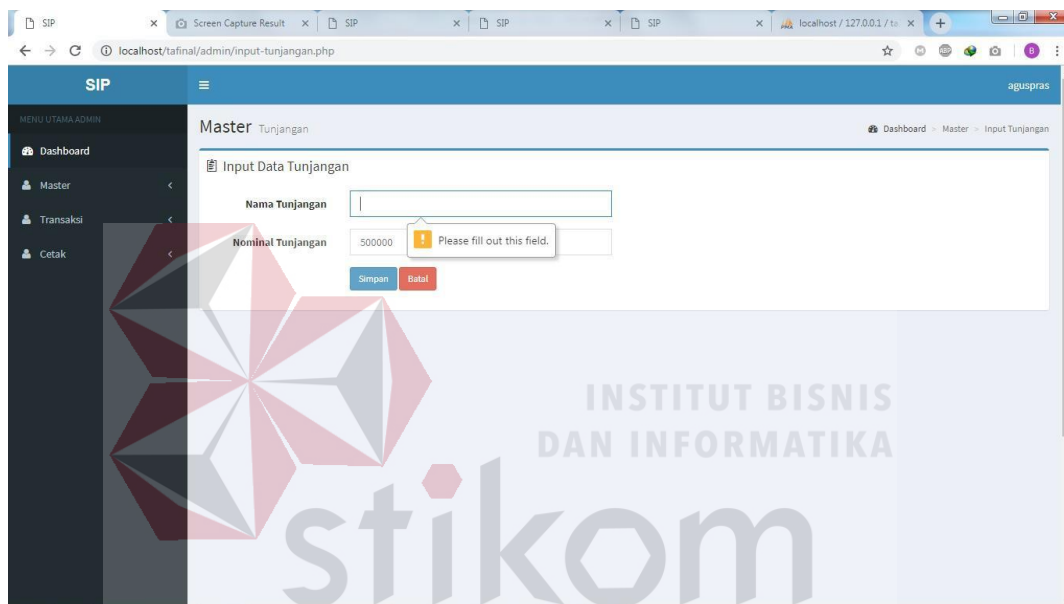 SIP
Screen Capture Result
SIP
SIP
SIP
localhost / 127.0.0.1 / ta
localhost/tafinal/admin/input-tunjangan.php
ABP
B
SIP
aguspras
MENU UTAMA ADMIN
Dashboard
Master
Transaksi
Cetak
Master Tunjangan
Dashboard > Master > Input Tunjangan
Input Data Tunjangan
Nama Tunjangan
Please fill out this field.
Nominal Tunjangan
500000
Simpan
Batal
INSTITUT BISNIS
DAN INFORMATIKA
stikom